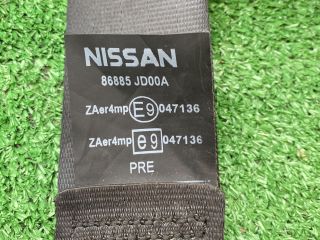 NISSAN
86885 JD00A
ZAer4mp E9 047136
ZAer4mp e9 047136
PRE